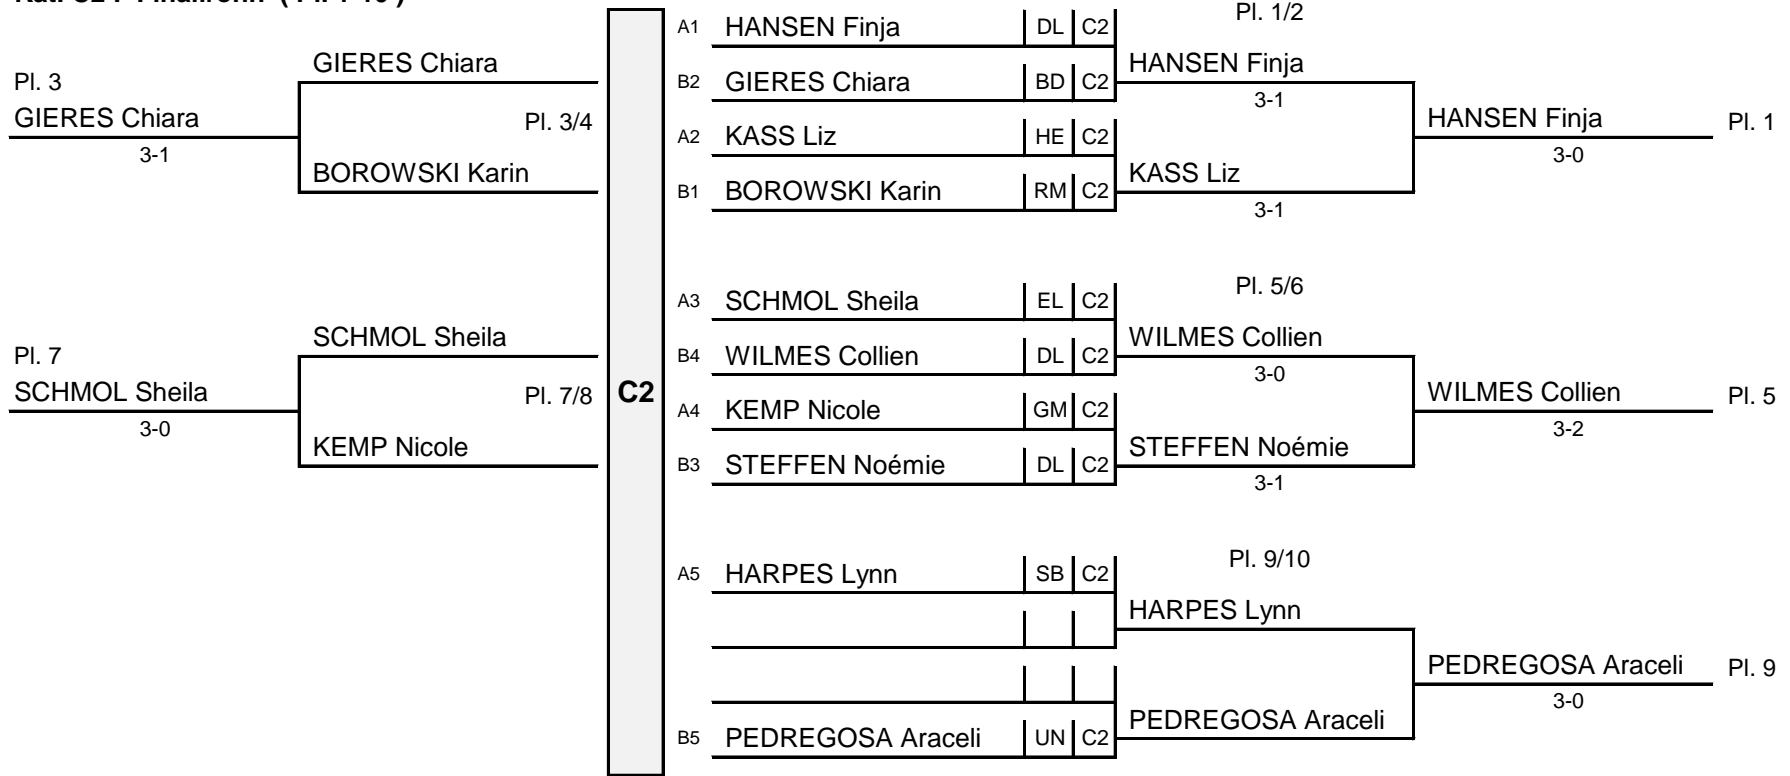 A1 HANSEN Finja DL C2 Pl. 1/2
GIERES Chiara HANSEN Finja
Pl. 3 B2 GIERES Chiara BD C2
3-1
GIERES Chiara Pl. 3/4 HANSEN Finja Pl. 1
A2 KASS Liz HE C2
3-1 3-0
BOROWSKI Karin KASS Liz
B1 BOROWSKI Karin RM C2
3-1
A3 SCHMOL Sheila EL C2 Pl. 5/6
SCHMOL Sheila WILMES Collien
Pl. 7 B4 WILMES Collien DL C2
3-0
SCHMOL Sheila Pl. 7/8 C2 WILMES Collien Pl. 5
A4 KEMP Nicole GM C2
3-0 3-2
KEMP Nicole STEFFEN Noémie
B3 STEFFEN Noémie DL C2
3-1
A5 HARPES Lynn SB C2 Pl. 9/10
HARPES Lynn
PEDREGOSA Araceli Pl. 9
3-0
PEDREGOSA Araceli
B5 PEDREGOSA Araceli UN C2